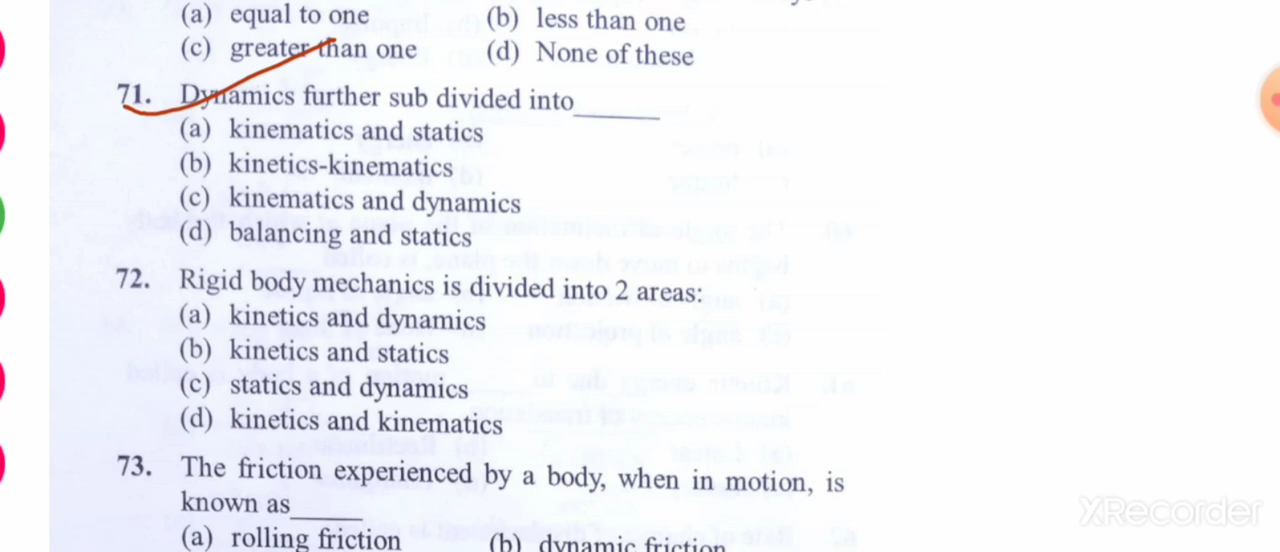 (a) equal to one (b) less than one
(c) greater than one (d) None of these
71. Dynamics further sub divided into______
(a) kinematics and statics
(b) kinetics-kinematics
(c) kinematics and dynamics
(d) balancing and statics
72. Rigid body mechanics is divided into 2 areas:
(a) kinetics and dynamics
(b) kinetics and statics
(c) statics and dynamics
(d) kinetics and kinematics
73. The friction experienced by a body, when in motion, is
known as_____
(a) rolling friction (b) dynamic friction
XRecorder